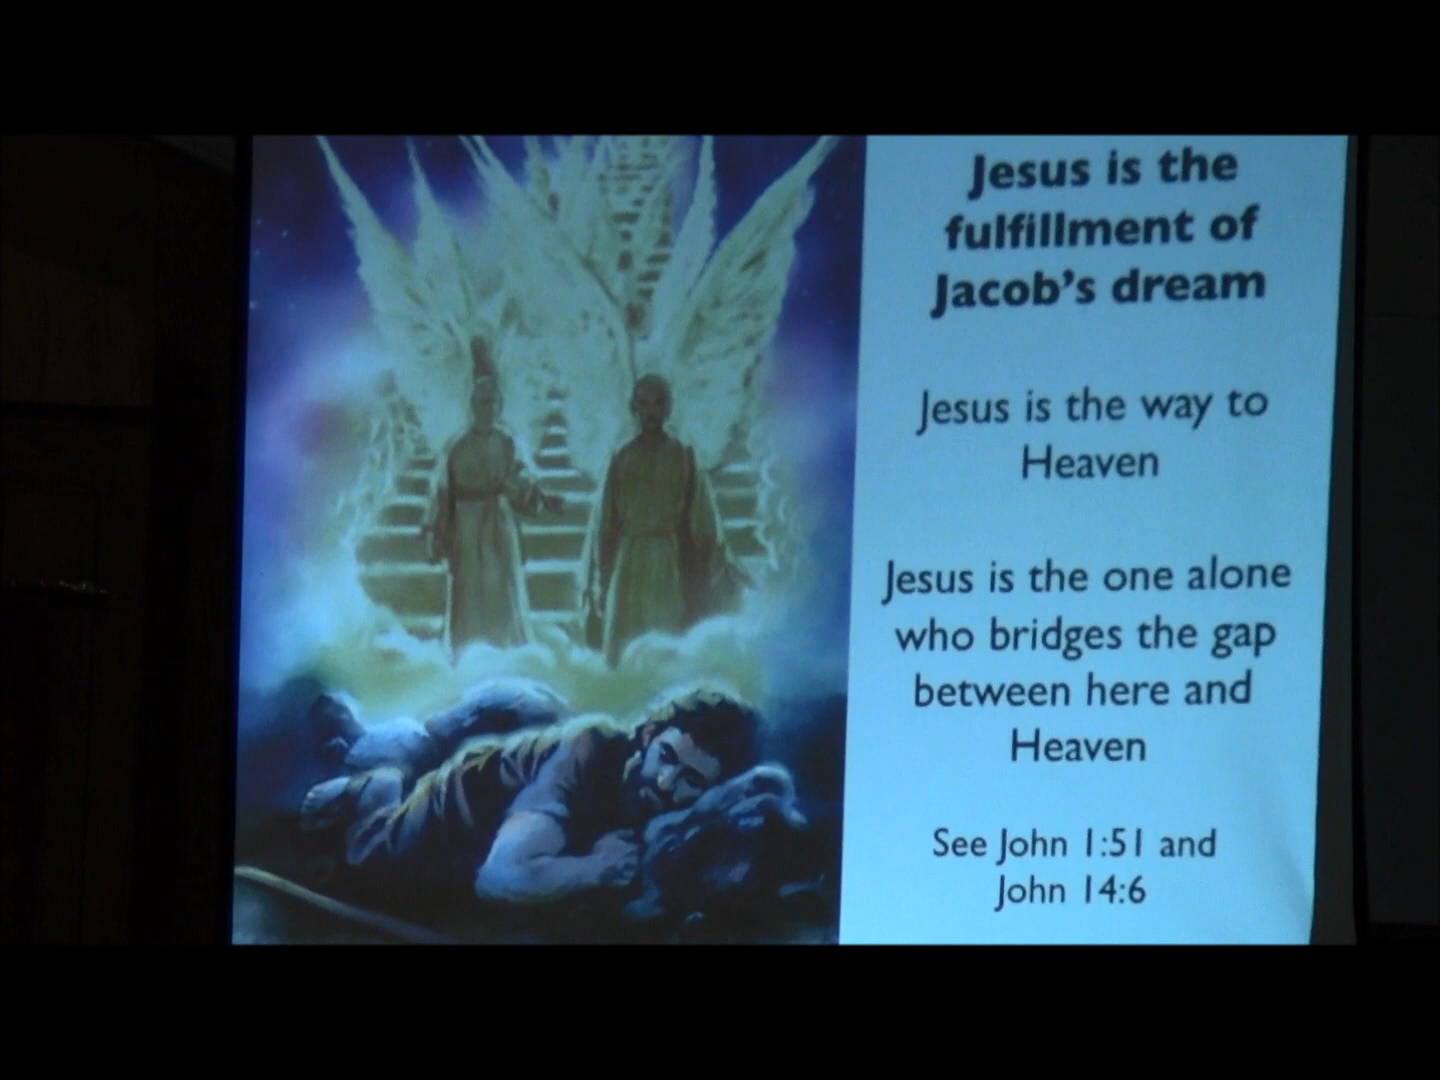 Jesus is the
fulfillment of
Jacob's dream
Jesus is the way to
Heaven
Jesus is the one alone
who bridges the gap
between here and
Heaven
See John 1:51 and
John 14:6